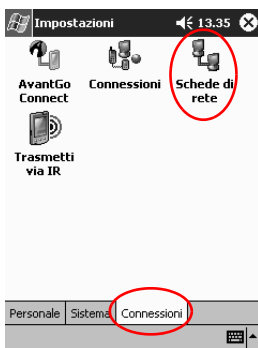 Impostazioni 13.35
AvantGo Connect
Connessioni
Schede di rete
Trasmetti via IR
Personale Sistema Connessioni